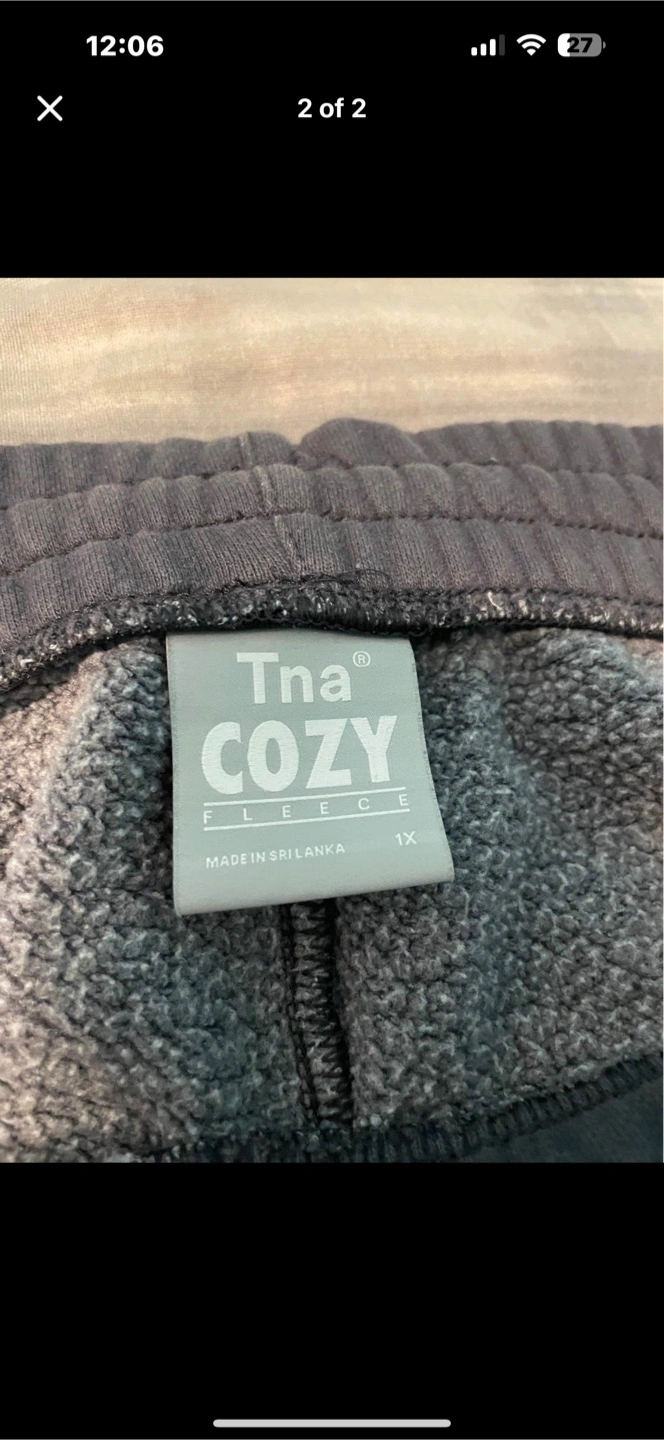 12:06
27
2 of 2
Tna®
COZY
FLEECE
1X
MADE IN SRI LANKA